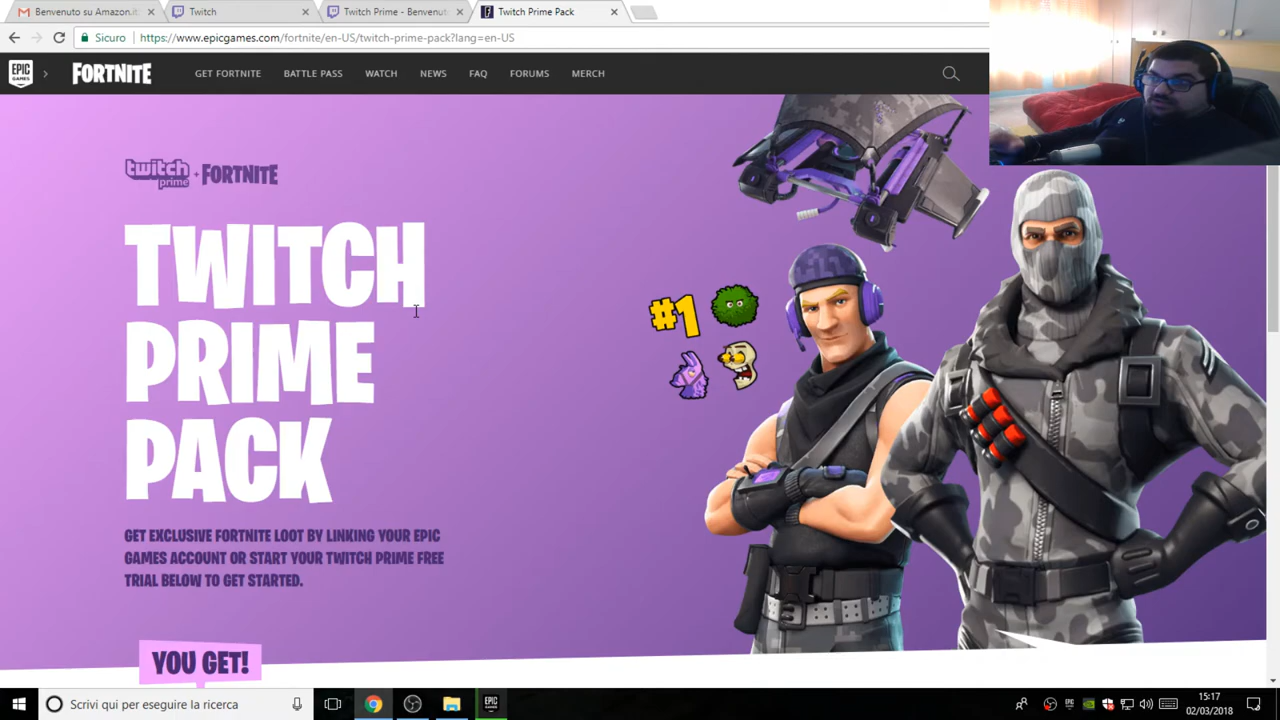 Benvenuto su Amazon.it
Twitch
Twitch Prime - Benvenut
Twitch Prime Pack
Sicuro
https://www.epicgames.com/fortnite/en-US/twitch-prime-pack?lang=en-US
EPIC GAMES
FORTNITE
GET FORTNITE
BATTLE PASS
WATCH
NEWS
FAQ
FORUMS
MERCH
twitch prime + FORTNITE
TWITCH
PRIME
PACK
#1
GET EXCLUSIVE FORTNITE LOOT BY LINKING YOUR EPIC
GAMES ACCOUNT OR START YOUR TWITCH PRIME FREE
TRIAL BELOW TO GET STARTED.
YOU GET!
Scrivi qui per eseguire la ricerca
EPIC GAMES
15:17
02/03/2018